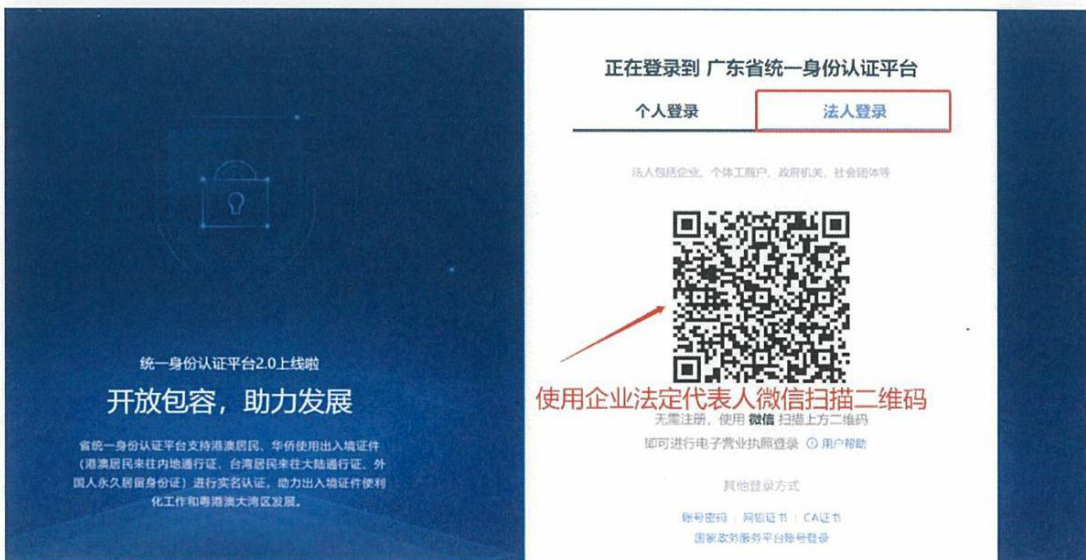 统一身份认证平台2.0上线啦
开放包容，助力发展
省统一身份认证平台支持港澳居民、华侨使用出入境证件
（港澳居民来往内地通行证、台湾居民来往大陆通行证、外
国人永久居留身份证）进行实名认证，助力出入境证件便利
化工作和粤港澳大湾区发展。
正在登录到 广东省统一身份认证平台
个人登录 法人登录
法人包括企业、个体工商户、政府机关、社会团体等
使用企业法定代表人微信扫描二维码
无需注册，使用 微信 扫描上方二维码
即可进行电子营业执照登录 用户帮助
其他登录方式
账号密码 | 网银证书 | CA证书
国家政务服务平台账号登录